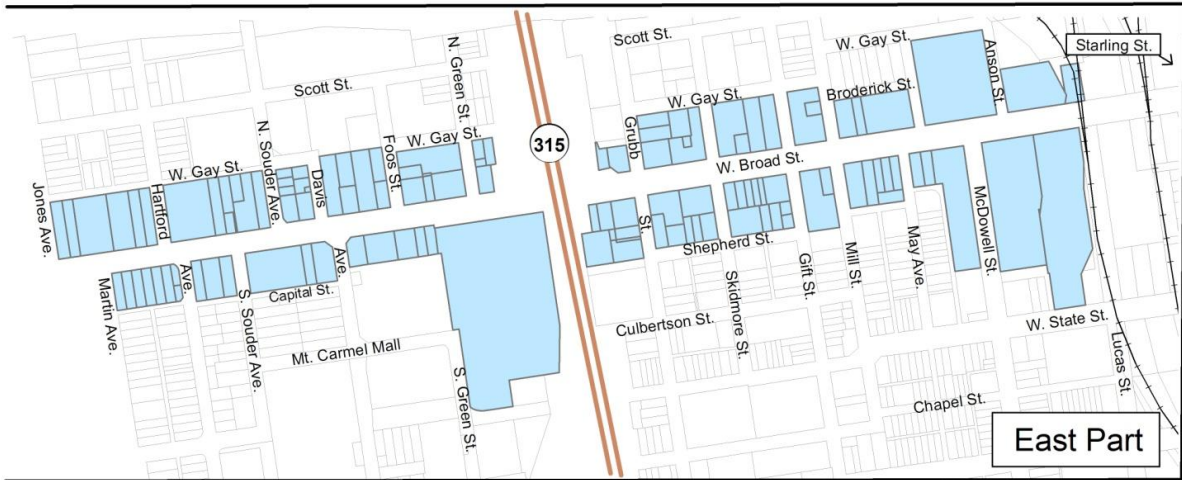 Scott St.
W. Gay St.
Anson St.
Starling St.
N. Green St.
Scott St.
Broderick St.
W. Gay St.
Grubb
W. Gay St.
315
N. Souder Ave.
Foos St.
W. Broad St.
W. Gay St.
Davis
Jones Ave.
Hartford
St.
Shepherd St.
McDowell St.
May Ave.
Mill St.
Gift St.
Ave.
Ave.
Martin Ave.
Capital St.
S. Souder Ave.
Skidmore St.
Culbertson St.
W. State St.
Mt. Carmel Mall
Lucas St.
S. Green St.
Chapel St.
East Part